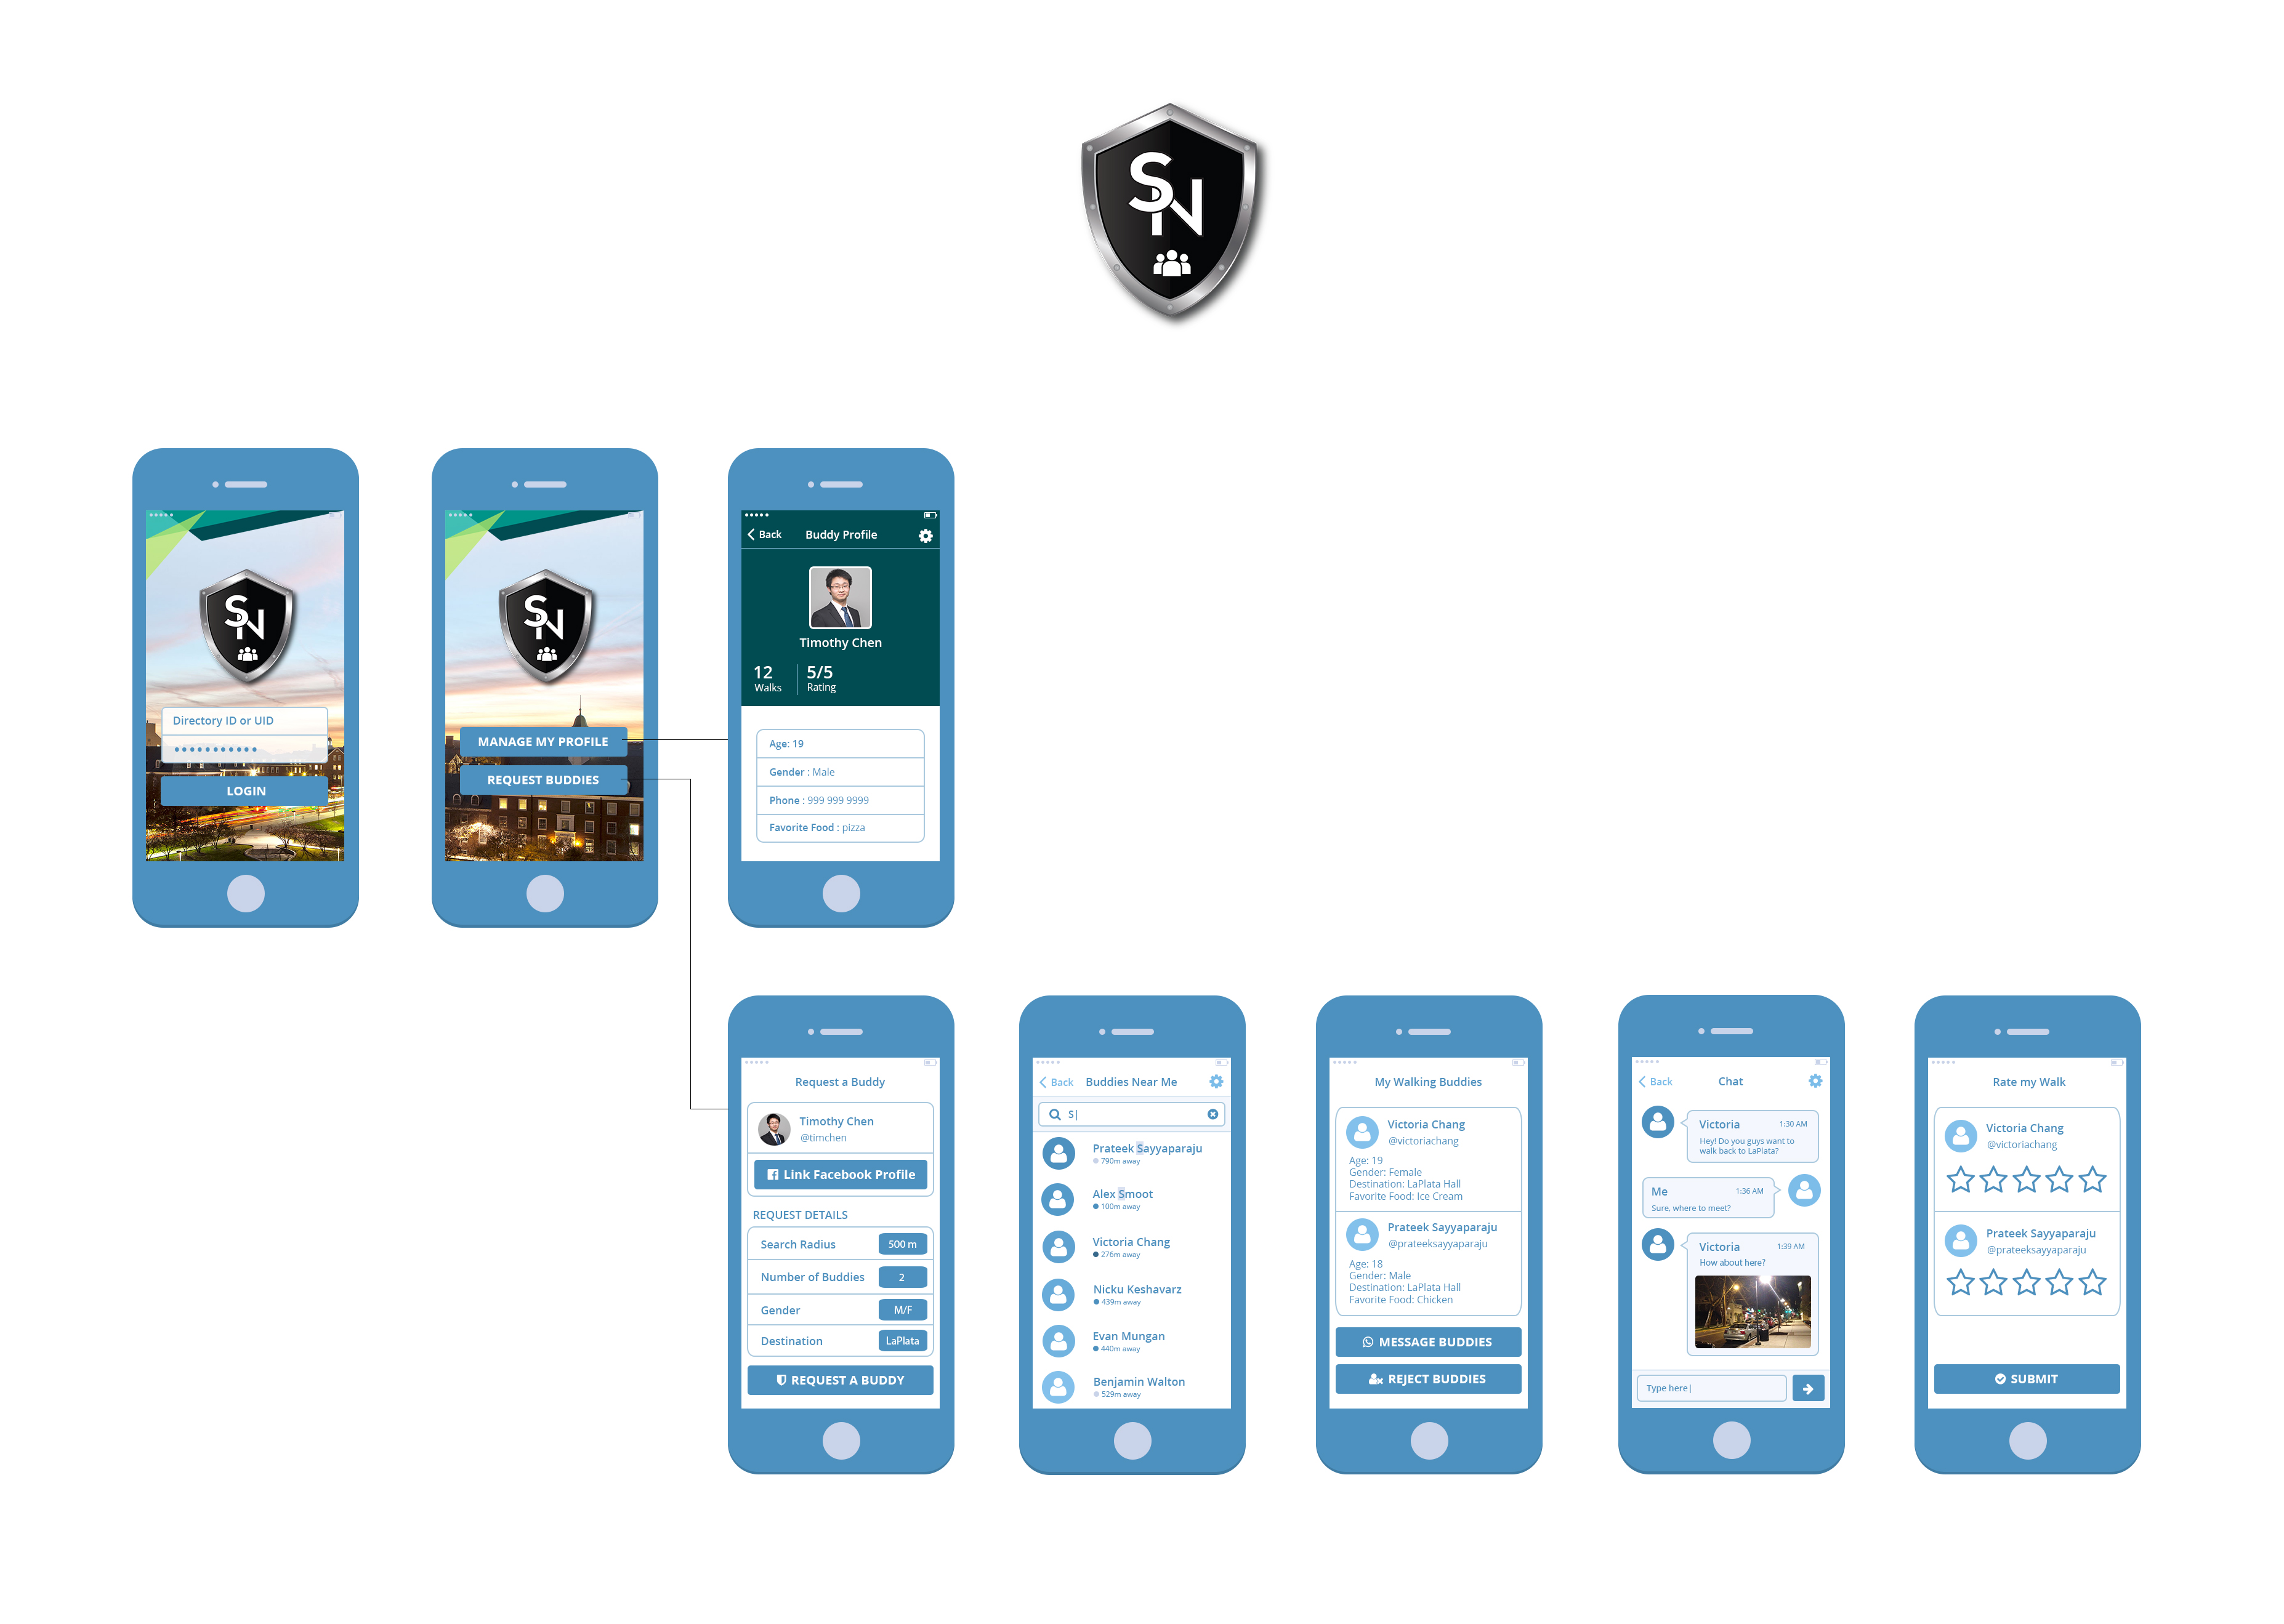 SN
SN
Directory ID or UID
LOGIN
SN
MANAGE MY PROFILE
REQUEST BUDDIES
Back Buddy Profile
Timothy Chen
12 5/5
Walks Rating
Age: 19
Gender : Male
Phone : 999 999 9999
Favorite Food : pizza
Request a Buddy
Timothy Chen
@timchen
Link Facebook Profile
REQUEST DETAILS
Search Radius 500 m
Number of Buddies 2
Gender M/F
Destination LaPlata
REQUEST A BUDDY
Back Buddies Near Me
S|
Prateek Sayyaparaju
790m away
Alex Smoot
100m away
Victoria Chang
276m away
Nicku Keshavarz
439m away
Evan Mungan
440m away
Benjamin Walton
529m away
My Walking Buddies
Victoria Chang
@victoriachang
Age: 19
Gender: Female
Destination: LaPlata Hall
Favorite Food: Ice Cream
Prateek Sayyaparaju
@prateeksayyaparaju
Age: 18
Gender: Male
Destination: LaPlata Hall
Favorite Food: Chicken
MESSAGE BUDDIES
REJECT BUDDIES
Back Chat
Victoria 1:30 AM
Hey! Do you guys want to
walk back to LaPlata?
Me 1:36 AM
Sure, where to meet?
Victoria 1:39 AM
How about here?
Type here|
Rate my Walk
Victoria Chang
@victoriachang
Prateek Sayyaparaju
@prateeksayyaparaju
SUBMIT